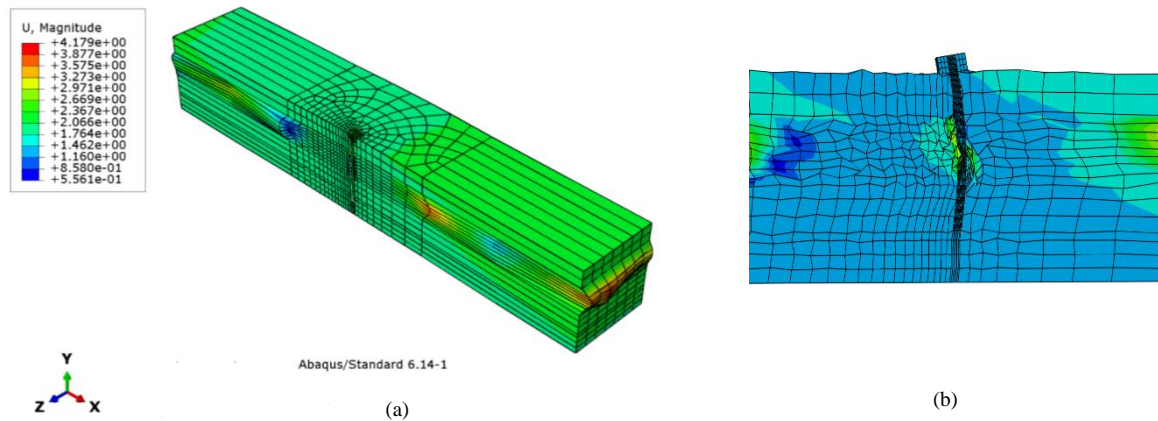 U, Magnitude
+4.179e+00
+3.877e+00
+3.575e+00
+3.273e+00
+2.971e+00
+2.669e+00
+2.367e+00
+2.066e+00
+1.764e+00
+1.462e+00
+1.160e+00
+8.580e-01
+5.561e-01
Y
Z
X
Abaqus/Standard 6.14-1
(a)
(b)